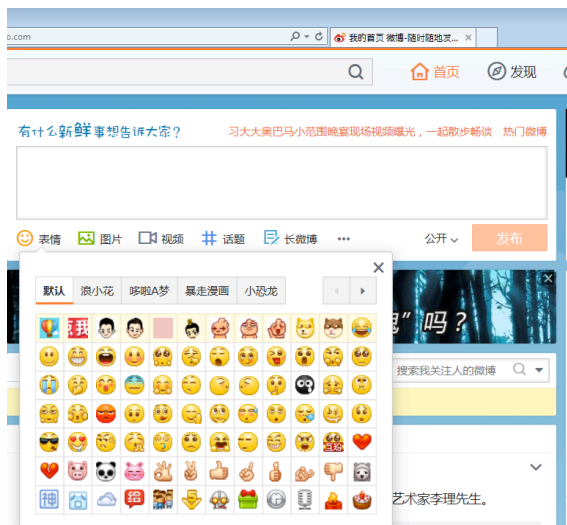 o.com
我的首页 微博-随时随地发...
首页
发现
有什么新鲜事想告诉大家?
习大大奥巴马小范围晚宴现场视频曝光，一起散步畅谈 热门微博
表情 图片 视频 话题 长微博 ... 公开 发布
默认 浪小花 哆啦A梦 暴走漫画 小恐龙
” 吗？
搜索我关注人的微博
神
给
艺术家李理先生。